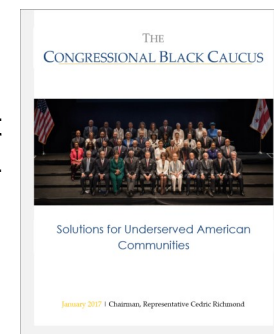 THE
CONGRESSIONAL BLACK CAUCUS
Solutions for Underserved American
Communities
January 2017 | Chairman, Representative Cedric Richmond